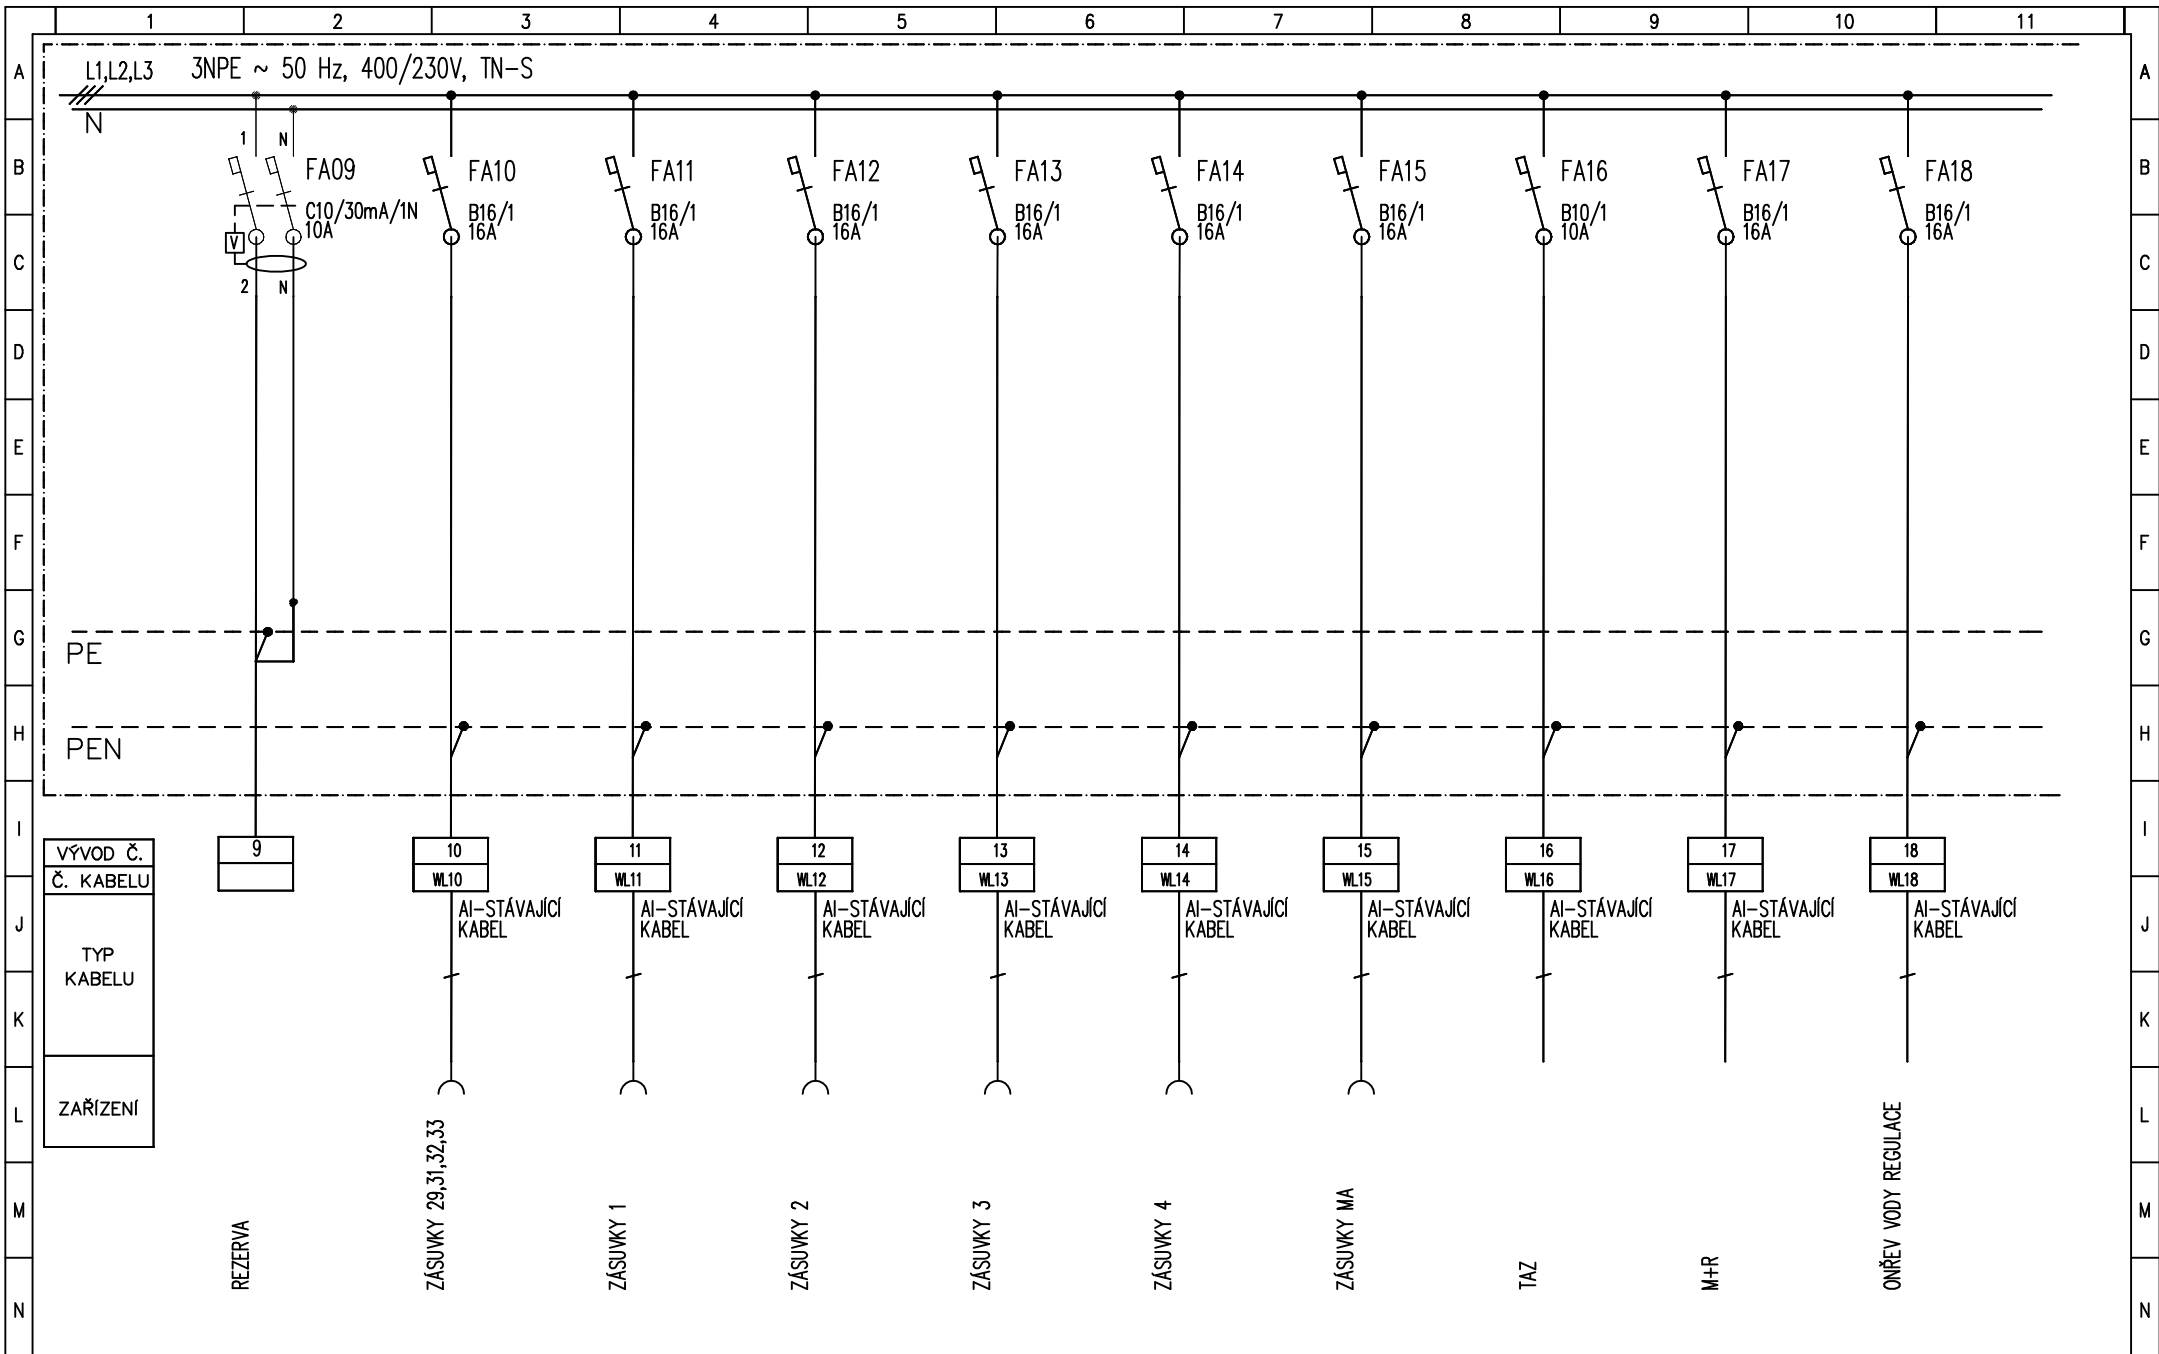 1 2 3 4 5 6 7 8 9 10 11
A L1,L2,L3 3NPE ~ 50 Hz, 400/230V, TN-S A
N
1 N
B FA09 FA10 FA11 FA12 FA13 FA14 FA15 FA16 FA17 FA18 B
C10/30mA/1N B16/1 B16/1 B16/1 B16/1 B16/1 B16/1 B10/1 B16/1 B16/1
10A 16A 16A 16A 16A 16A 16A 10A 16A 16A
V
C C
2 N
D D
E E
F F
G G
PE
H H
PEN
I I
VÝVOD Č. 9 10 11 12 13 14 15 16 17 18
Č. KABELU WL10 WL11 WL12 WL13 WL14 WL15 WL16 WL17 WL18
AI-STÁVAJÍCÍ AI-STÁVAJÍCÍ AI-STÁVAJÍCÍ AI-STÁVAJÍCÍ AI-STÁVAJÍCÍ AI-STÁVAJÍCÍ AI-STÁVAJÍCÍ AI-STÁVAJÍCÍ AI-STÁVAJÍCÍ
J KABEL KABEL KABEL KABEL KABEL KABEL KABEL KABEL KABEL J
TYP
KABELU
K K
ZAŘÍZENÍ
L L
M M
N N
REZERVA
ZÁSUVKY 29,31,32,33
ZÁSUVKY 1
ZÁSUVKY 2
ZÁSUVKY 3
ZÁSUVKY 4
ZÁSUVKY MA
TAZ
M+R
ONŘEV VODY REGULACE